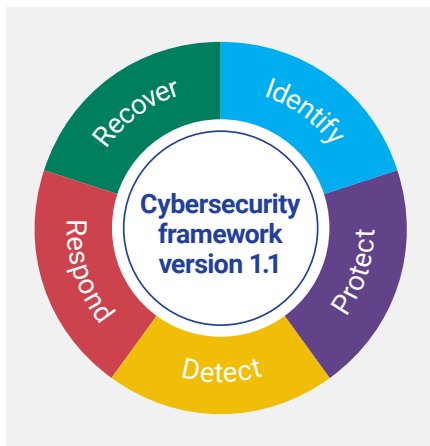 Identify
Protect
Detect
Respond
Recover
Cybersecurity
framework
version 1.1